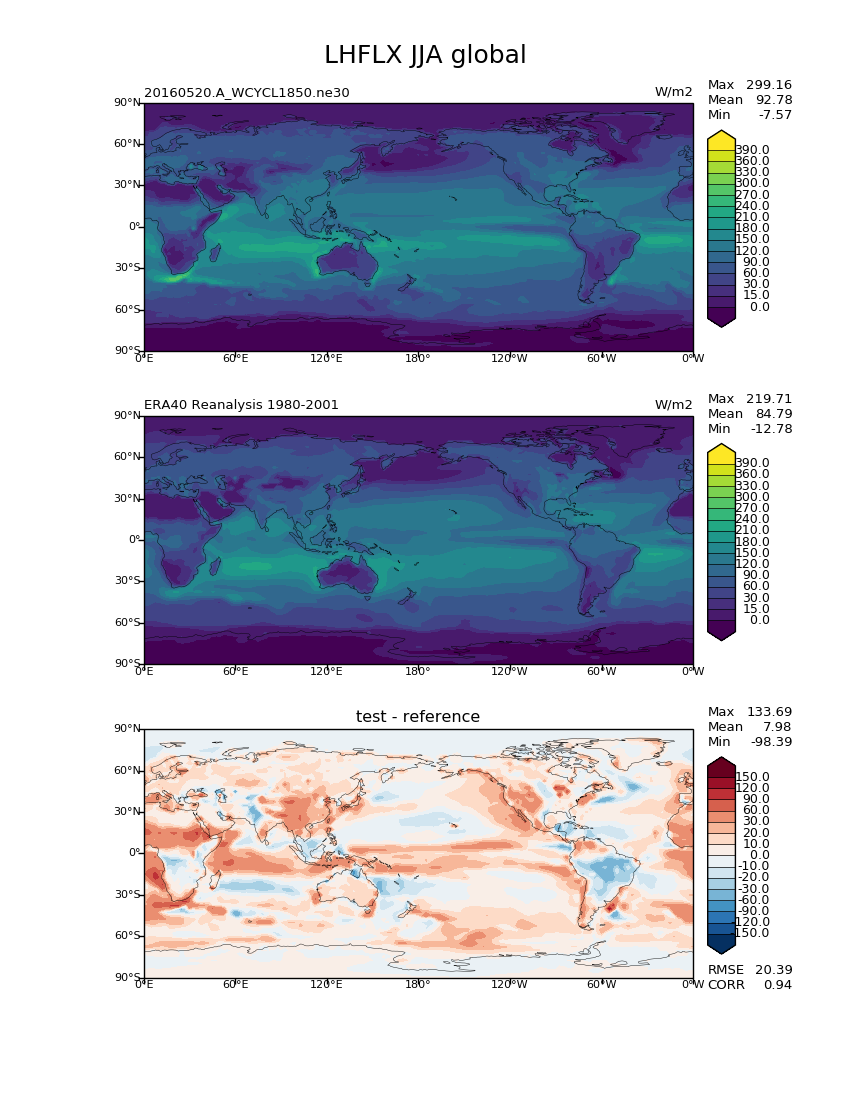 LHFLX JJA global
20160520.A_WCYCL1850.ne30
W/m2
Max 299.16
Mean 92.78
Min -7.57
90°N
60°N
30°N
0°
30°S
60°S
90°S
0°E 60°E 120°E 180° 120°W 60°W 0°W
390.0
360.0
330.0
300.0
270.0
240.0
210.0
180.0
150.0
120.0
90.0
60.0
30.0
15.0
0.0
ERA40 Reanalysis 1980-2001
W/m2
Max 219.71
Mean 84.79
Min -12.78
90°N
60°N
30°N
0°
30°S
60°S
90°S
0°E 60°E 120°E 180° 120°W 60°W 0°W
390.0
360.0
330.0
300.0
270.0
240.0
210.0
180.0
150.0
120.0
90.0
60.0
30.0
15.0
0.0
test - reference
Max 133.69
Mean 7.98
Min -98.39
90°N
60°N
30°N
0°
30°S
60°S
90°S
0°E 60°E 120°E 180° 120°W 60°W 0°W
150.0
120.0
90.0
60.0
30.0
20.0
10.0
0.0
-10.0
-20.0
-30.0
-60.0
-90.0
-120.0
-150.0
RMSE 20.39
CORR 0.94